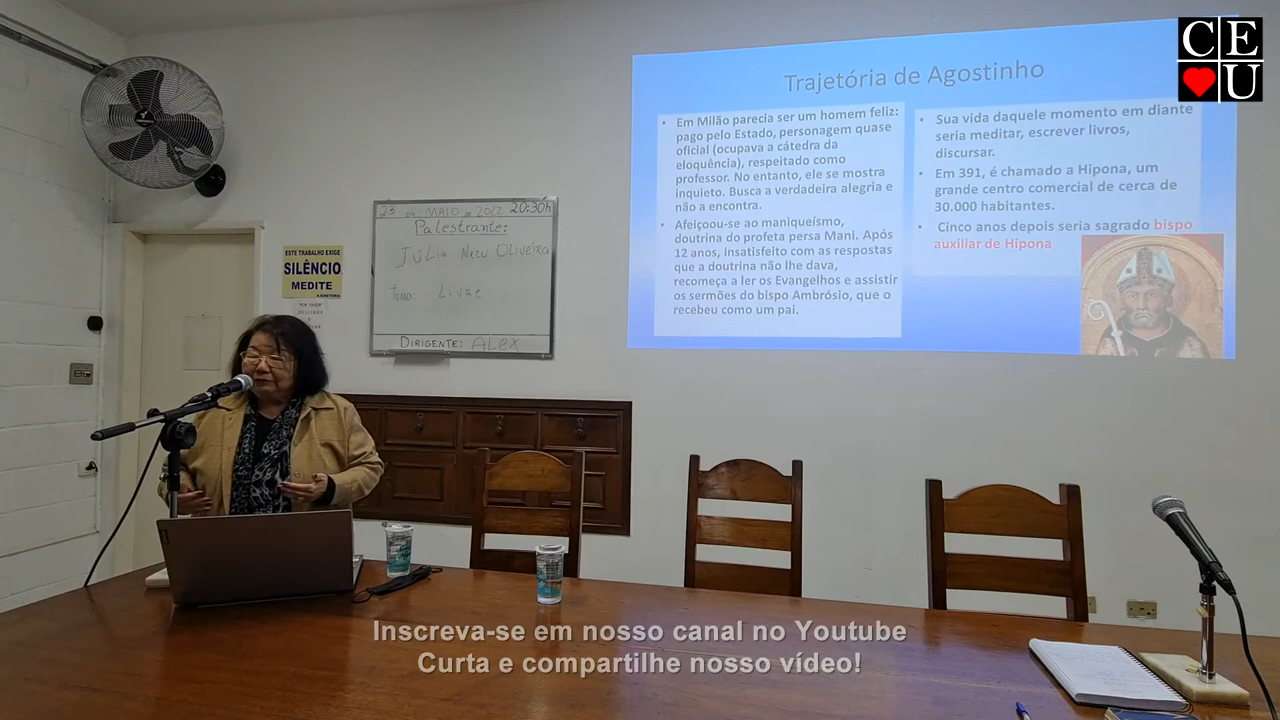 CE
U
Trajetória de Agostinho
• Em Milão parecia ser um homem feliz:
pago pelo Estado, personagem quase
oficial (ocupava a cátedra da
eloquência), respeitado como
professor. No entanto, ele se mostra
inquieto. Busca a verdadeira alegria e
não a encontra.
• Afeiçoou-se ao maniqueísmo,
doutrina do profeta persa Mani. Após
12 anos, insatisfeito com as respostas
que a doutrina não lhe dava,
recomeça a ler os Evangelhos e assistir
os sermões do bispo Ambrósio, que o
recebeu como um pai.
• Sua vida daquele momento em diante
seria meditar, escrever livros,
discursar.
• Em 391, é chamado a Hipona, um
grande centro comercial de cerca de
30.000 habitantes.
• Cinco anos depois seria sagrado bispo
auxiliar de Hipona
23 de MAIO de 2022 20:30h
Palestrante:
Júlia Nezu Oliveira
Tema: Livre
DIRIGENTE: ALEX
ESTE TRABALHO EXIGE
SILÊNCIO
MEDITE
A DIRETORIA
"POR FAVOR"
DESLIGUE
O
Inscreva-se em nosso canal no Youtube
Curta e compartilhe nosso vídeo!